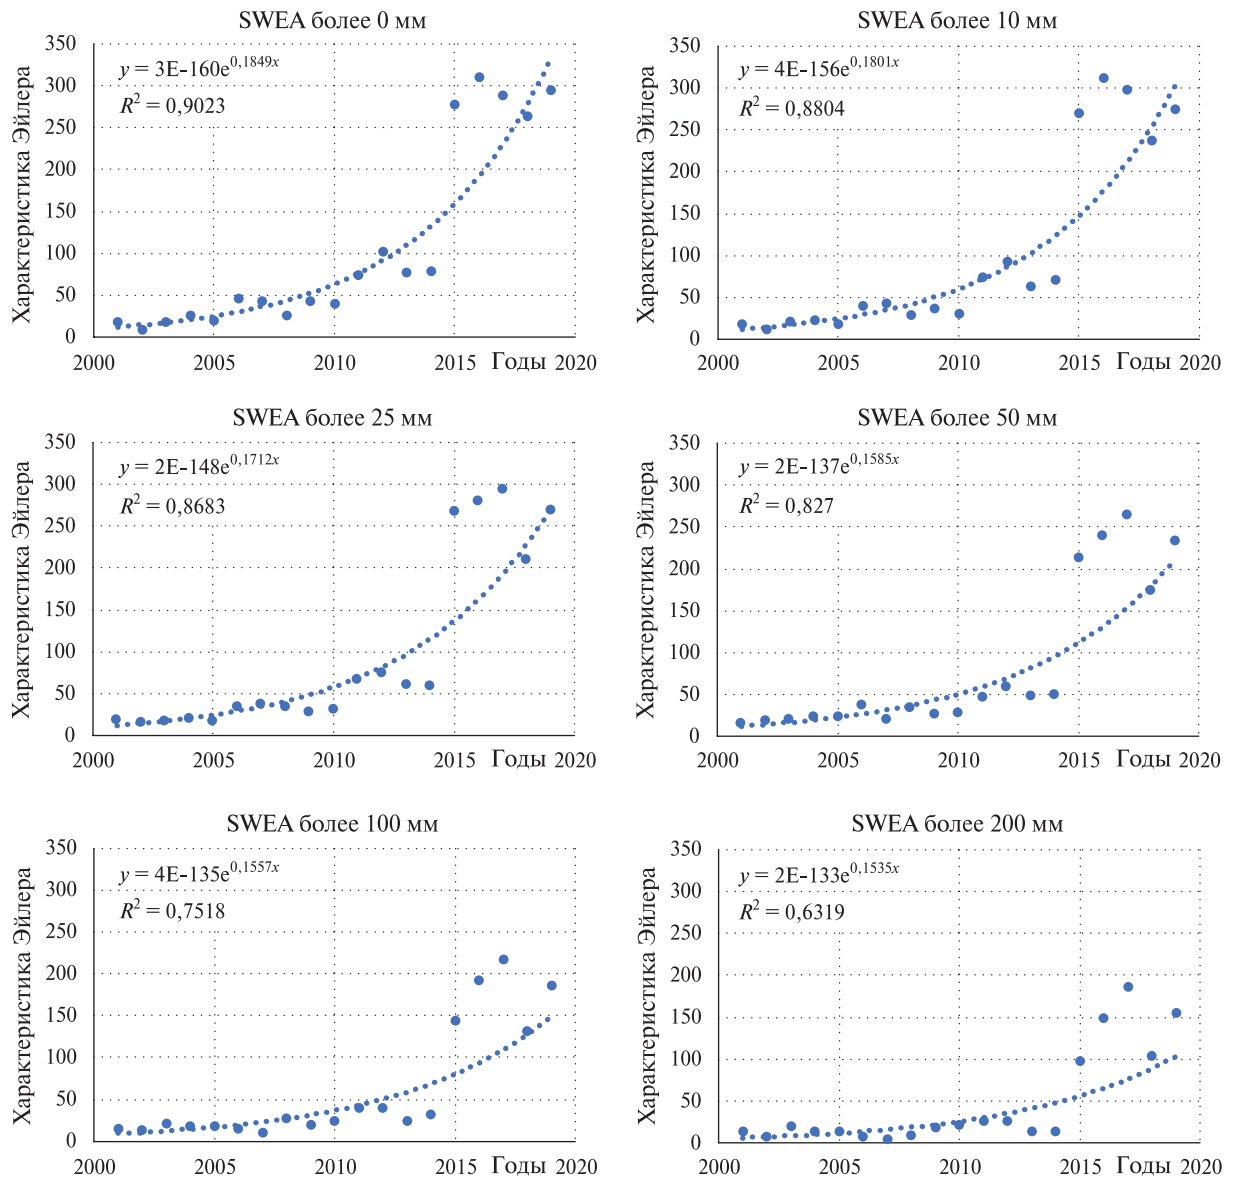 SWEA более 0 мм
y = 3E-160e^0,1849x
R² = 0,9023
Характеристика Эйлера
350
300
250
200
150
100
50
0
2000 2005 2010 2015 Годы 2020
SWEA более 10 мм
y = 4E-156e^0,1801x
R² = 0,8804
Характеристика Эйлера
350
300
250
200
150
100
50
0
2000 2005 2010 2015 Годы 2020
SWEA более 25 мм
y = 2E-148e^0,1712x
R² = 0,8683
Характеристика Эйлера
350
300
250
200
150
100
50
0
2000 2005 2010 2015 Годы 2020
SWEA более 50 мм
y = 2E-137e^0,1585x
R² = 0,827
Характеристика Эйлера
350
300
250
200
150
100
50
0
2000 2005 2010 2015 Годы 2020
SWEA более 100 мм
y = 4E-135e^0,1557x
R² = 0,7518
Характеристика Эйлера
350
300
250
200
150
100
50
0
2000 2005 2010 2015 Годы 2020
SWEA более 200 мм
y = 2E-133e^0,1535x
R² = 0,6319
Характеристика Эйлера
350
300
250
200
150
100
50
0
2000 2005 2010 2015 Годы 2020